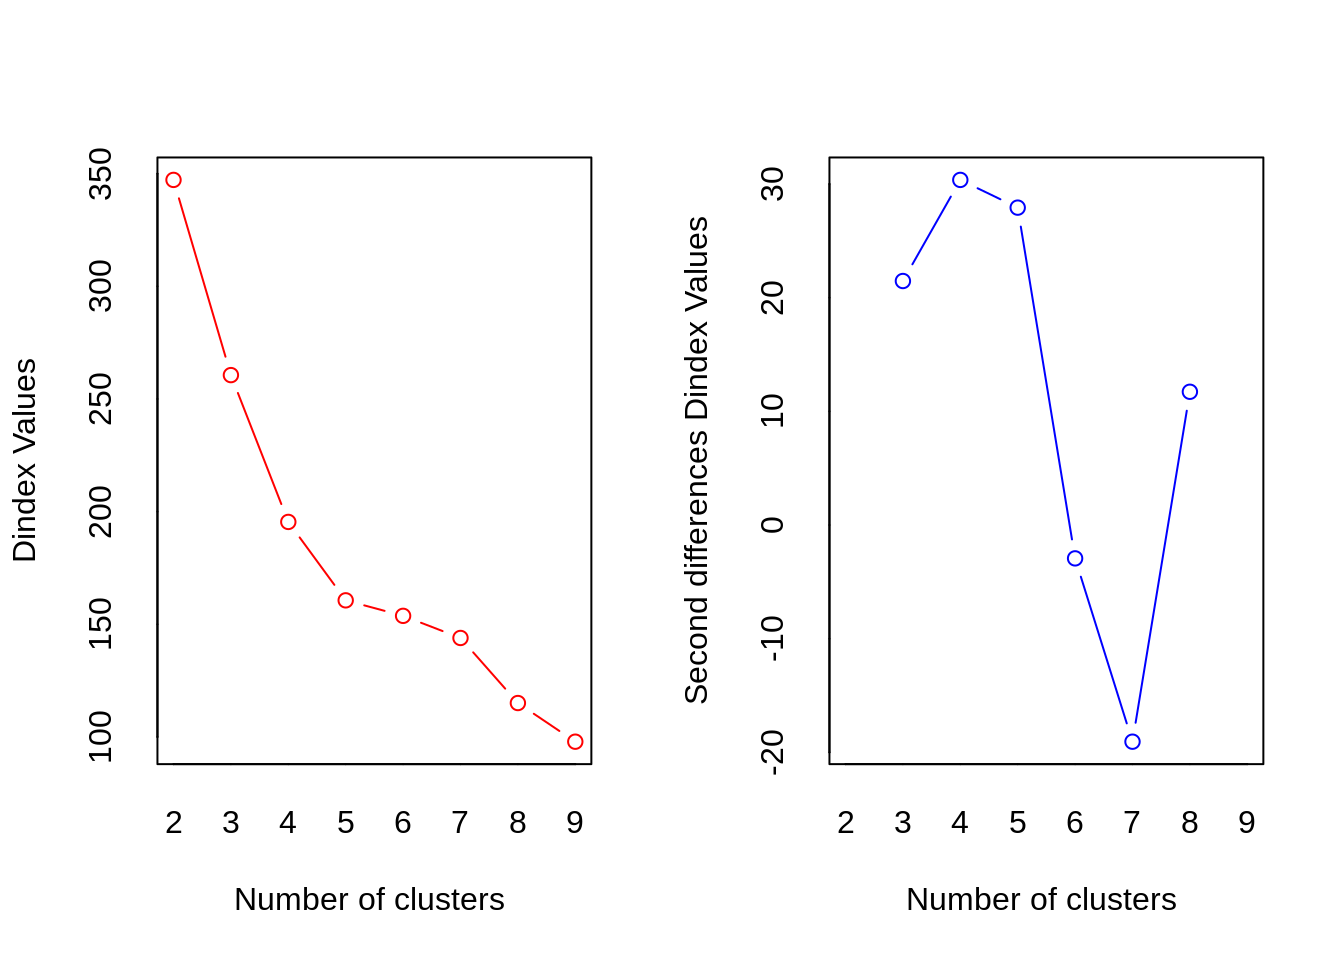 Dindex Values
350
300
250
200
150
100
2 3 4 5 6 7 8 9
Number of clusters
Second differences Dindex Values
30
20
10
0
-10
-20
2 3 4 5 6 7 8 9
Number of clusters